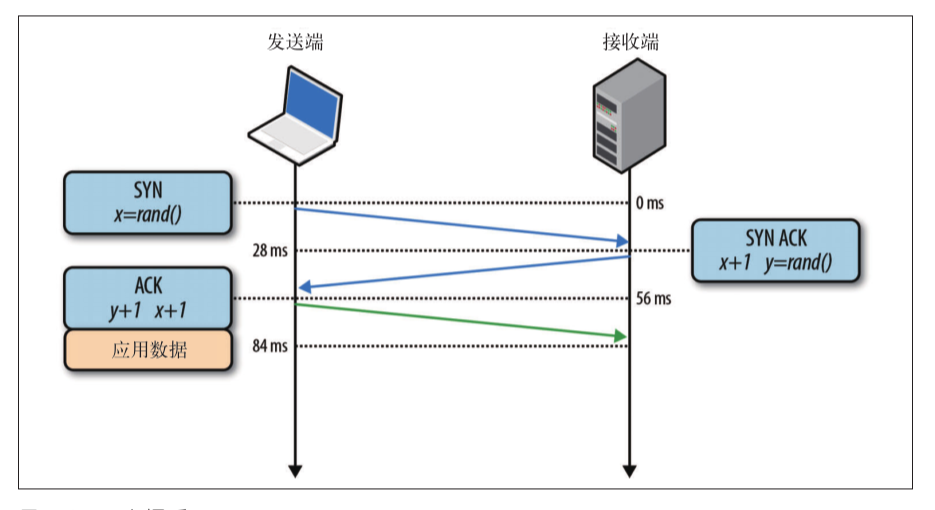 发送端
接收端
SYN
x=rand()
0 ms
28 ms
SYN ACK
x+1 y=rand()
ACK
y+1 x+1
56 ms
应用数据
84 ms